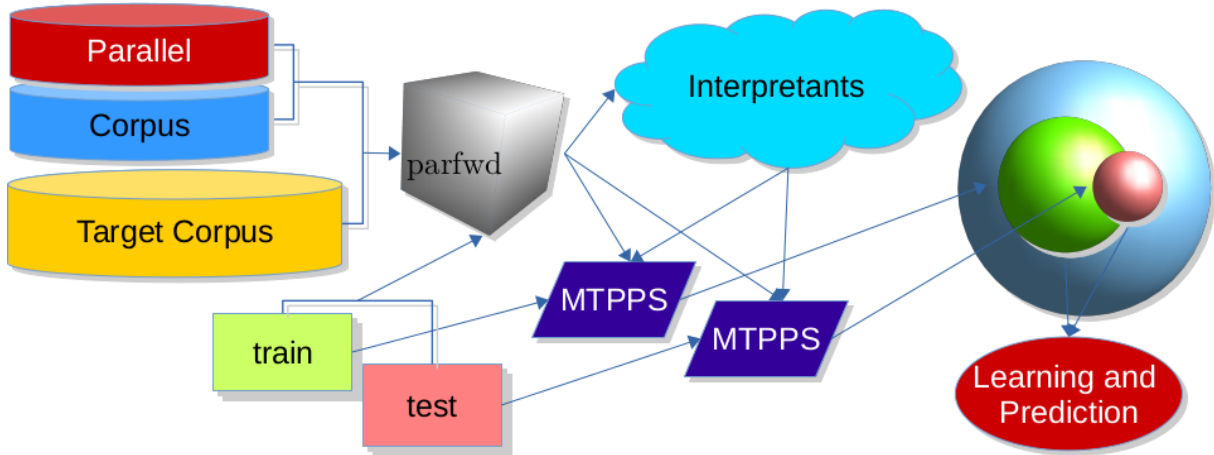 Parallel
Corpus
Target Corpus
parfwd
Interpretants
MTPPS
MTPPS
train
test
Learning and
Prediction